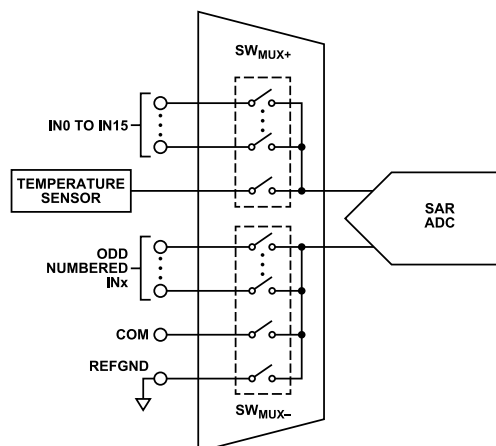 SWMUX+
IN0 TO IN15
TEMPERATURE
SENSOR
SAR
ADC
ODD
NUMBERED
INx
COM
REFGND
SWMUX–